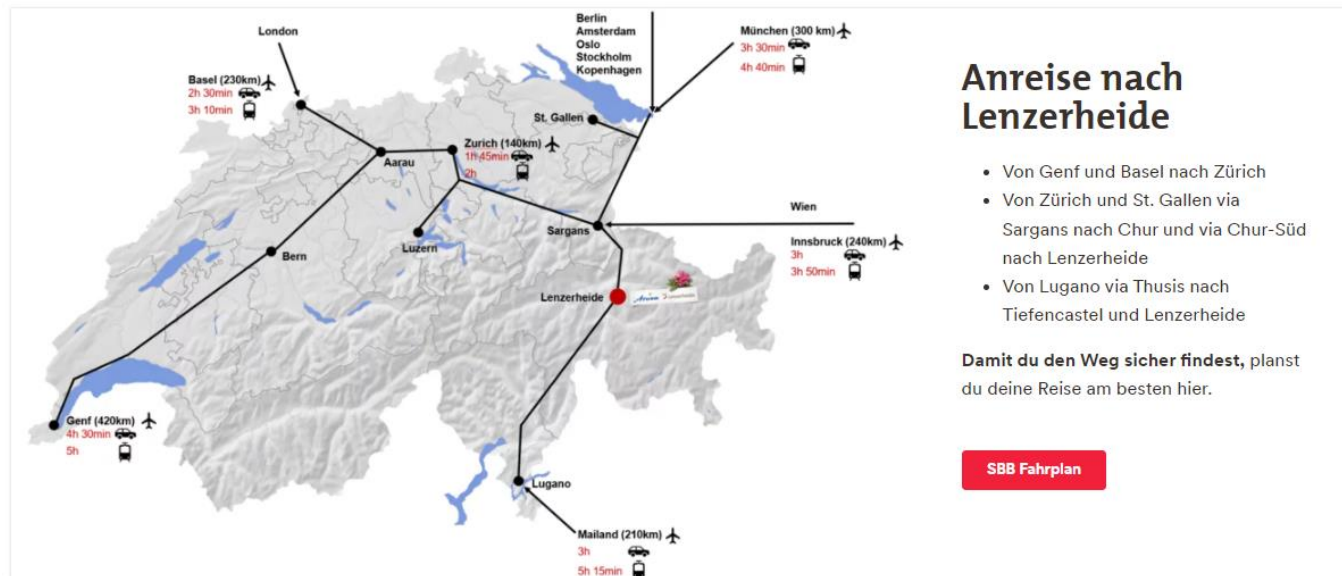 London
Berlin
Amsterdam
Oslo
Stockholm
Kopenhagen
München (300 km)
3h 30min
4h 40min
Basel (230km)
2h 30min
3h 10min
St. Gallen
Aarau
Zurich (140km)
1h 45min
2h
Wien
Sargans
Innsbruck (240km)
3h
3h 50min
Bern
Luzern
Lenzerheide
Genf (420km)
4h 30min
5h
Lugano
Mailand (210km)
3h
5h 15min
Anreise nach
Lenzerheide
• Von Genf und Basel nach Zürich
• Von Zürich und St. Gallen via
Sargans nach Chur und via Chur-Süd
nach Lenzerheide
• Von Lugano via Thusis nach
Tiefencastel und Lenzerheide
Damit du den Weg sicher findest, planst
du deine Reise am besten hier.
SBB Fahrplan